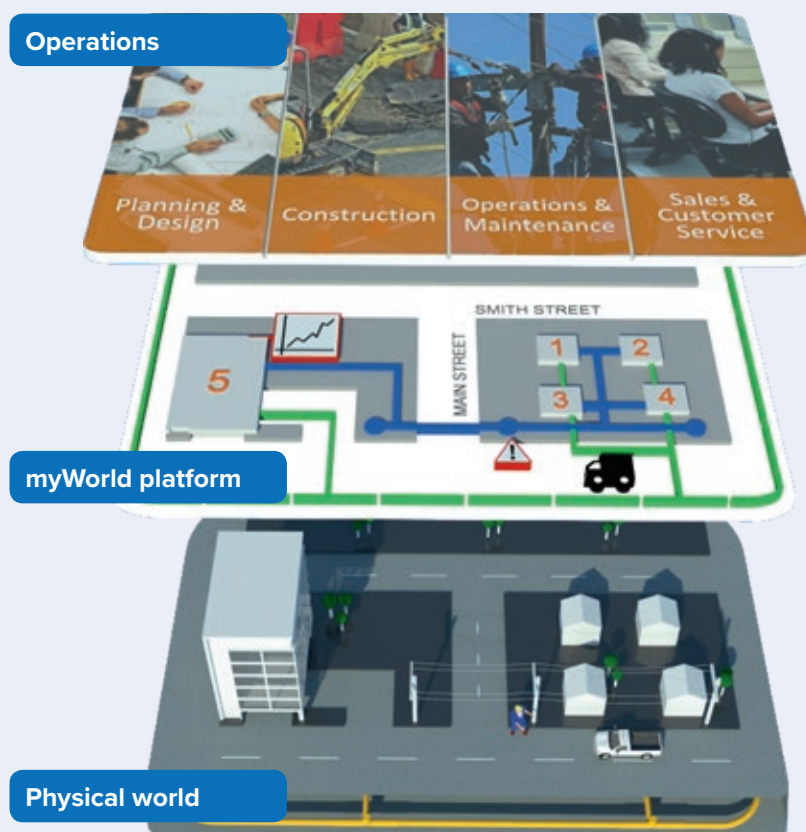 Operations
Planning &
Design
Construction
Operations &
Maintenance
Sales &
Customer
Service
SMITH STREET
MAIN STREET
1
2
3
4
5
!
myWorld platform
Physical world